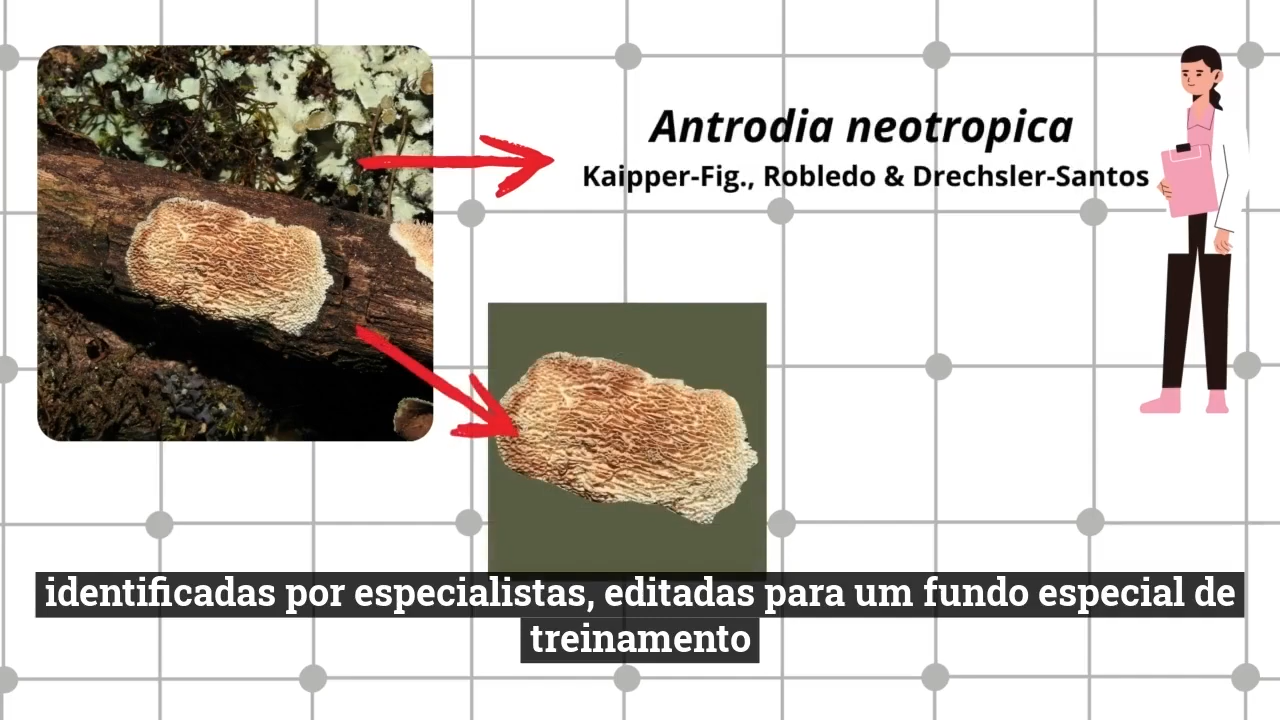 Antrodia neotropica
Kaipper-Fig., Robledo & Drechsler-Santos
identificadas por especialistas, editadas para um fundo especial de
treinamento